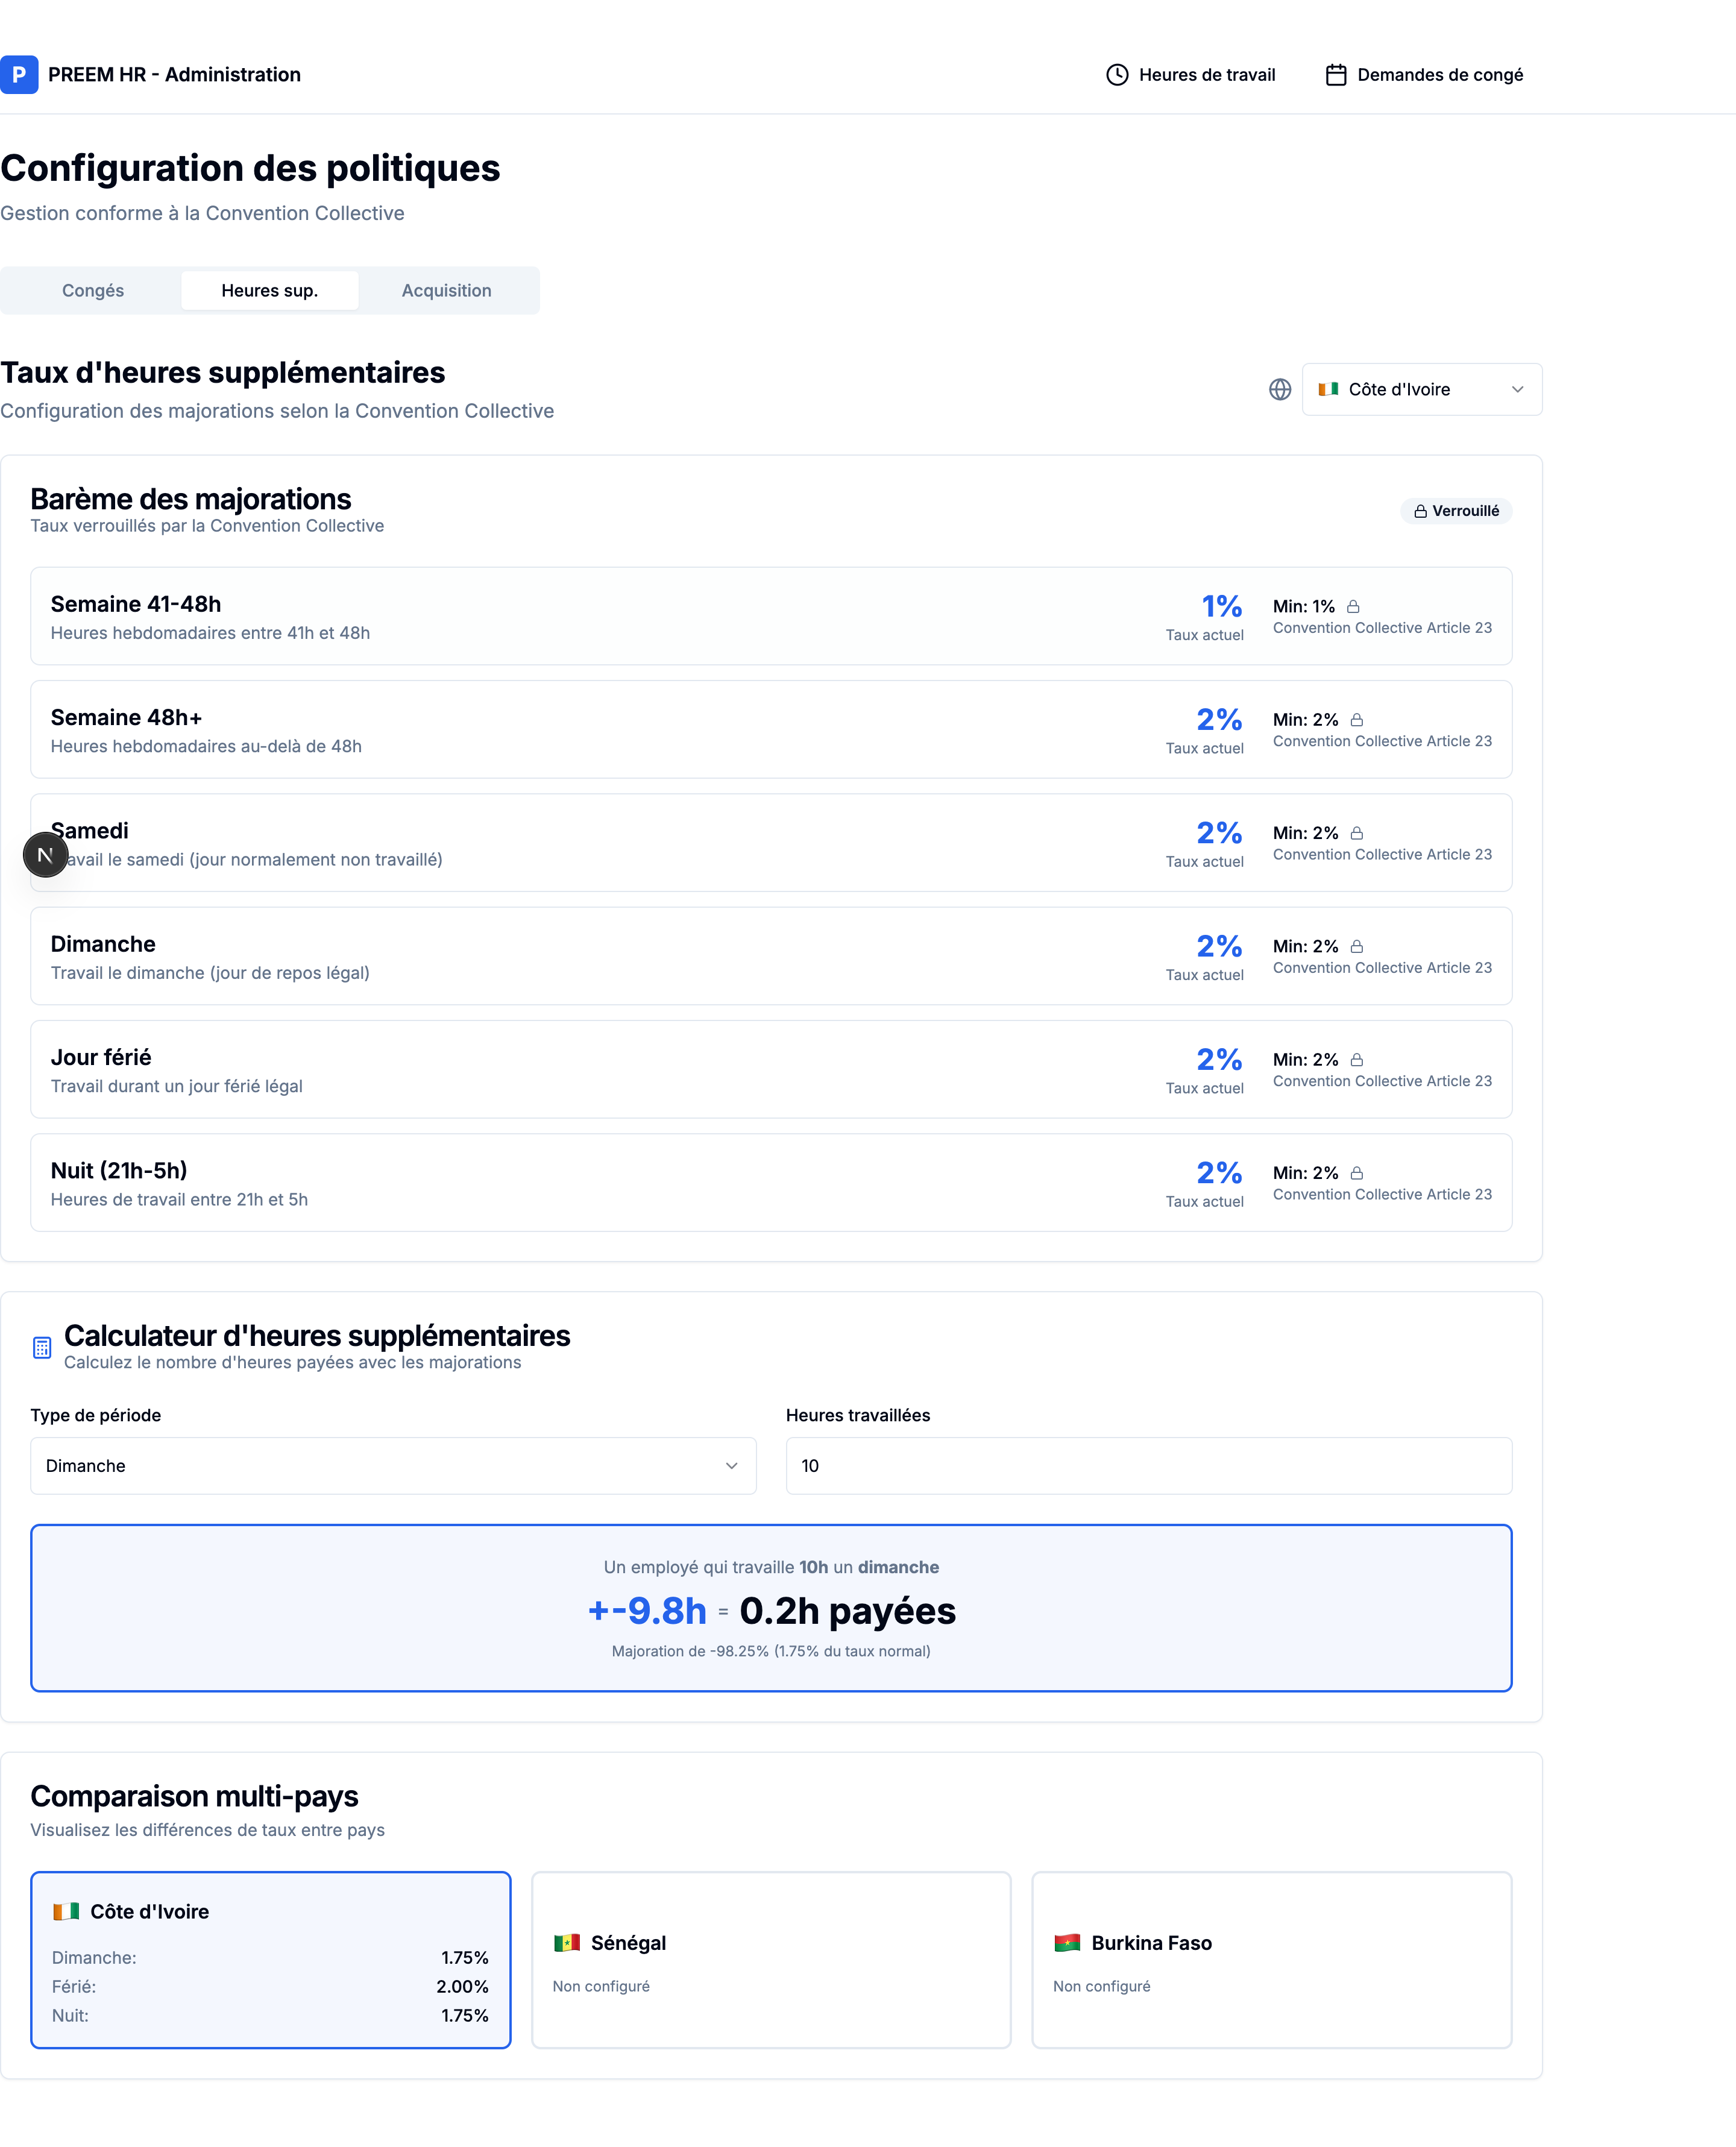 P PREEM HR - Administration
Heures de travail
Demandes de congé
Configuration des politiques
Gestion conforme à la Convention Collective
Congés
Heures sup.
Acquisition
Taux d'heures supplémentaires
Configuration des majorations selon la Convention Collective
Côte d'Ivoire
Barème des majorations
Taux verrouillés par la Convention Collective
Verrouillé
Semaine 41-48h
Heures hebdomadaires entre 41h et 48h
1%
Taux actuel
Min: 1%
Convention Collective Article 23
Semaine 48h+
Heures hebdomadaires au-delà de 48h
2%
Taux actuel
Min: 2%
Convention Collective Article 23
Samedi
avail le samedi (jour normalement non travaillé)
2%
Taux actuel
Min: 2%
Convention Collective Article 23
N
Dimanche
Travail le dimanche (jour de repos légal)
2%
Taux actuel
Min: 2%
Convention Collective Article 23
Jour férié
Travail durant un jour férié légal
2%
Taux actuel
Min: 2%
Convention Collective Article 23
Nuit (21h-5h)
Heures de travail entre 21h et 5h
2%
Taux actuel
Min: 2%
Convention Collective Article 23
Calculateur d'heures supplémentaires
Calculez le nombre d'heures payées avec les majorations
Type de période
Dimanche
Heures travaillées
10
Un employé qui travaille 10h un dimanche
+-9.8h = 0.2h payées
Majoration de -98.25% (1.75% du taux normal)
Comparaison multi-pays
Visualisez les différences de taux entre pays
Côte d'Ivoire
Dimanche: 1.75%
Férié: 2.00%
Nuit: 1.75%
Sénégal
Non configuré
Burkina Faso
Non configuré